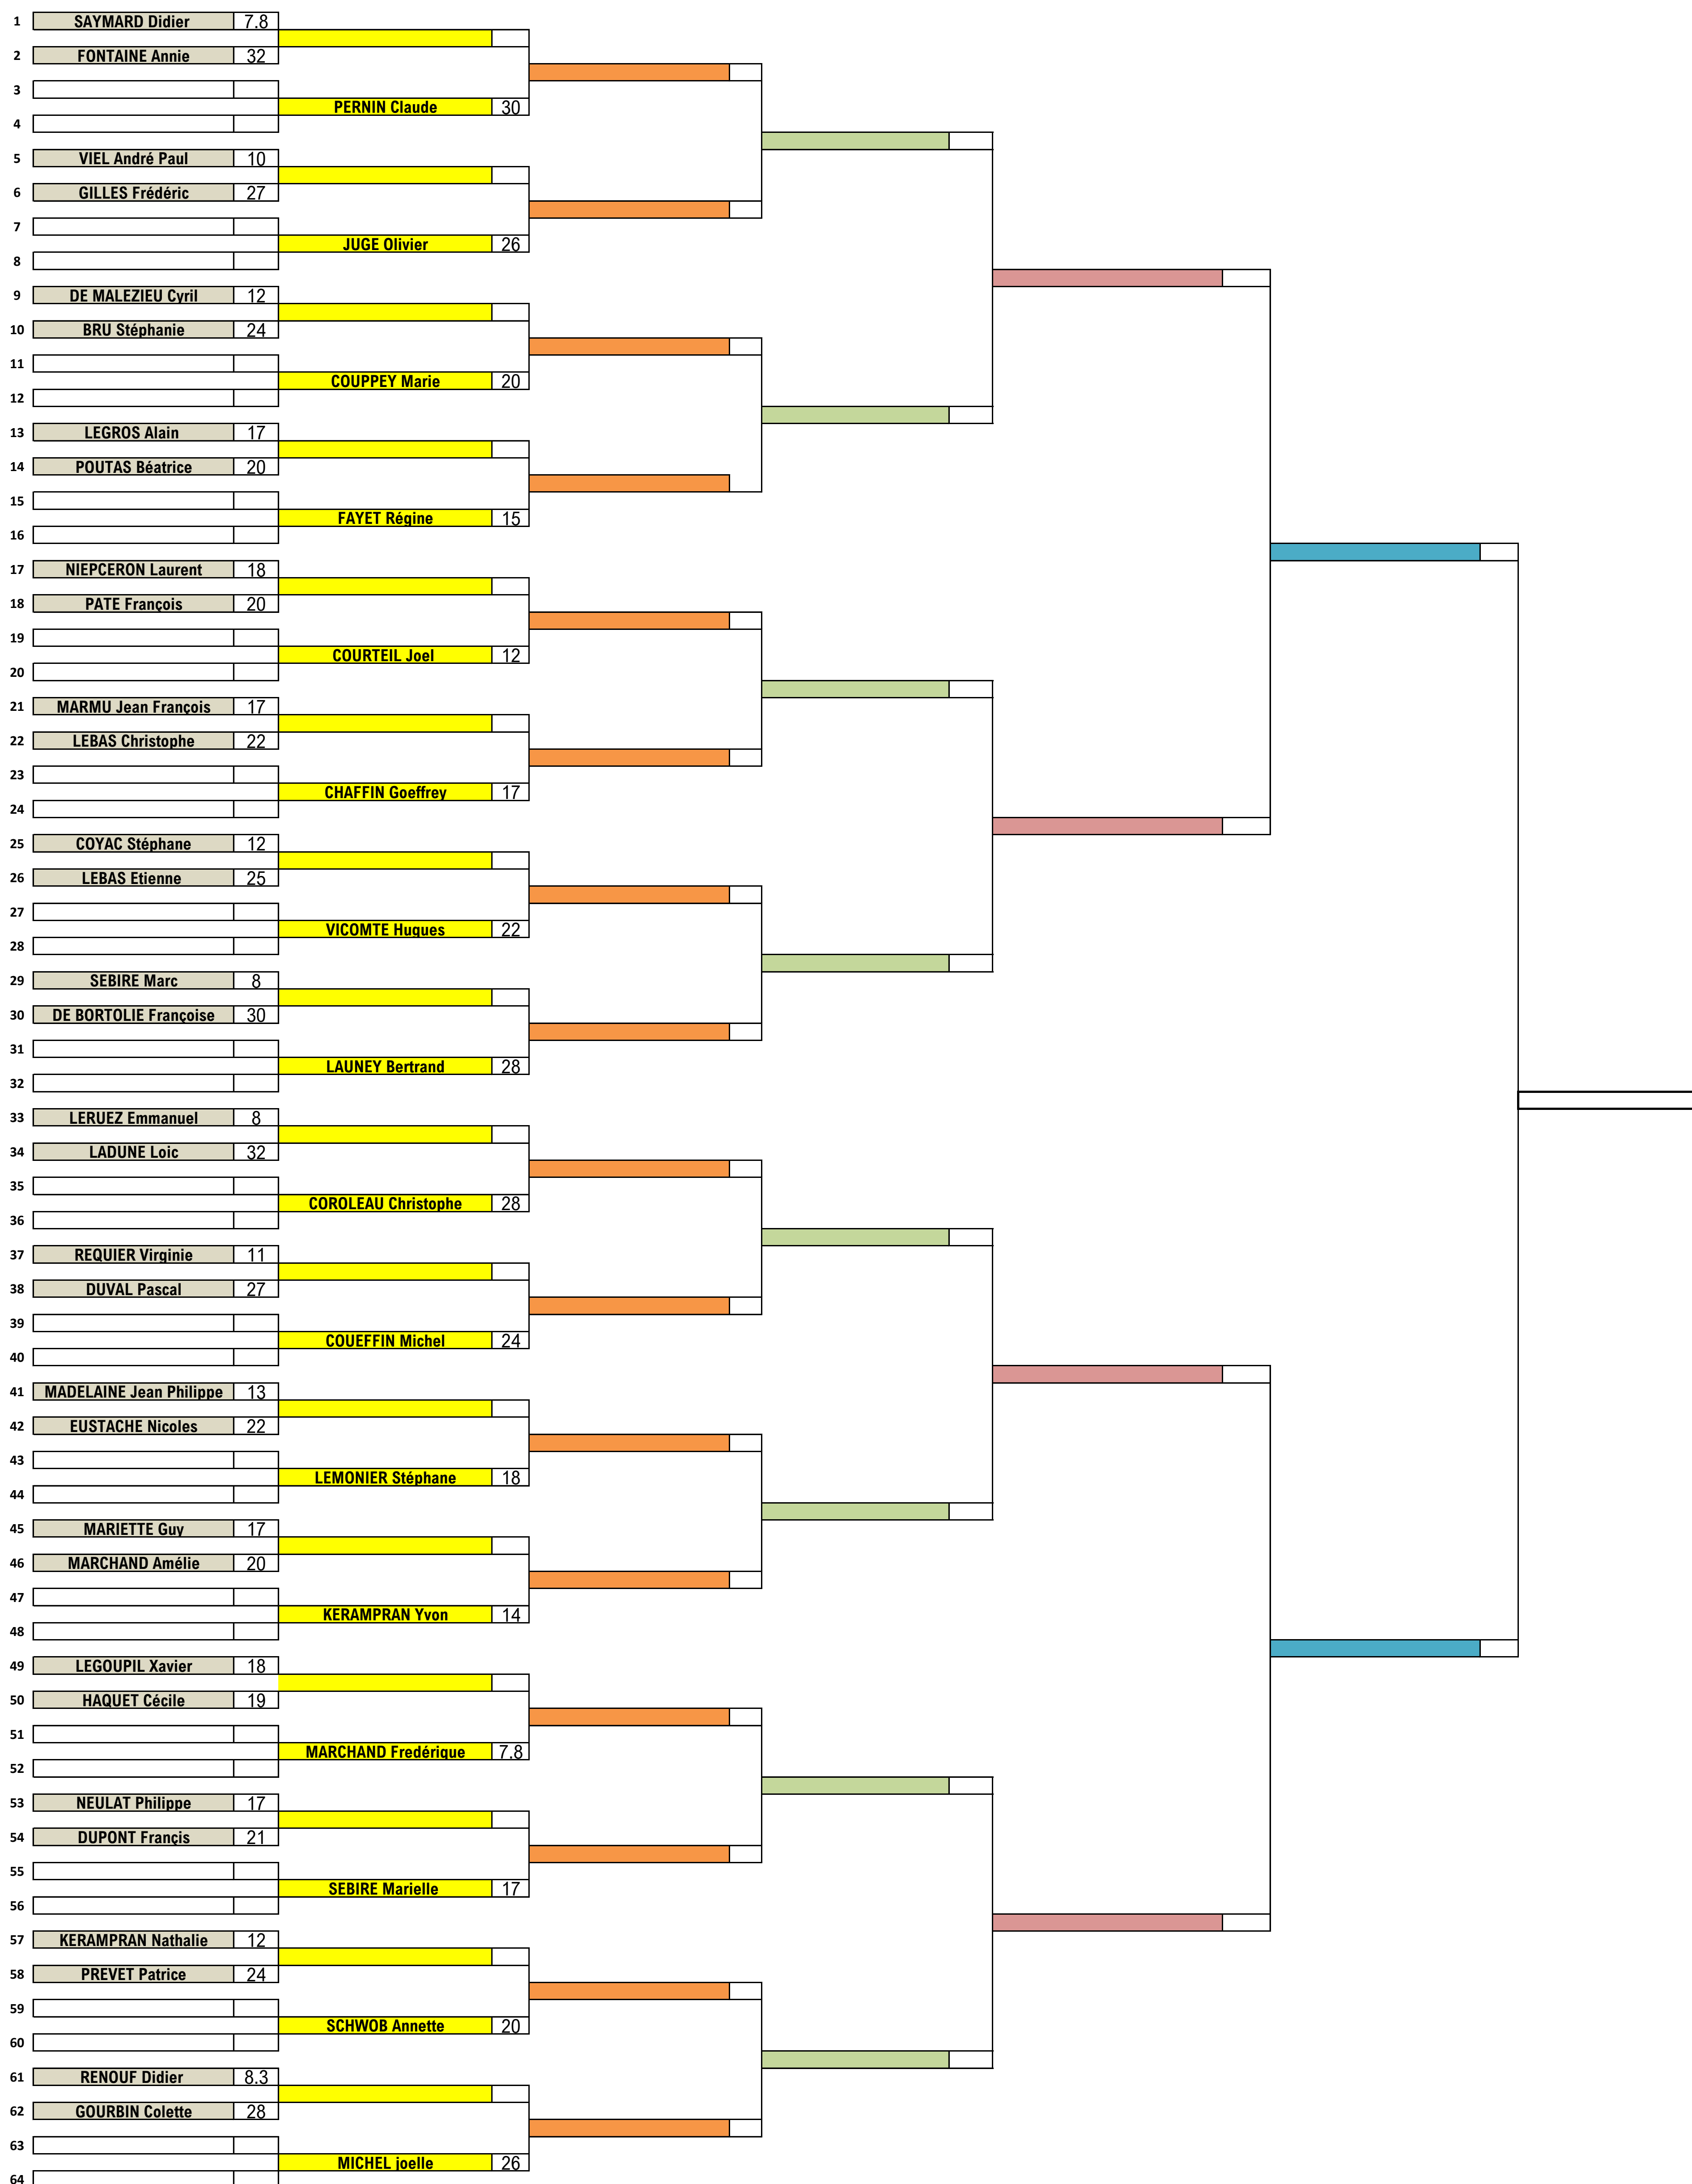 1 SAYMARD Didier 7.8
2 FONTAINE Annie 32
3
PERNIN Claude 30
4
5 VIEL André Paul 10
6 GILLES Frédéric 27
7
JUGE Olivier 26
8
9 DE MALEZIEU Cyril 12
10 BRU Stéphanie 24
11
COUPPEY Marie 20
12
13 LEGROS Alain 17
14 POUTAS Béatrice 20
15
FAYET Régine 15
16
17 NIEPCERON Laurent 18
18 PATE François 20
19
COURTEIL Joel 12
20
21 MARMU Jean François 17
22 LEBAS Christophe 22
23
CHAFFIN Goeffrey 17
24
25 COYAC Stéphane 12
26 LEBAS Etienne 25
27
VICOMTE Hugues 22
28
29 SEBIRE Marc 8
30 DE BORTOLIE Françoise 30
31
LAUNEY Bertrand 28
32
33 LERUEZ Emmanuel 8
34 LADUNE Loic 32
35
COROLEAU Christophe 28
36
37 REQUIER Virginie 11
38 DUVAL Pascal 27
39
COUEFFIN Michel 24
40
41 MADELAINE Jean Philippe 13
42 EUSTACHE Nicoles 22
43
LEMONIER Stéphane 18
44
45 MARIETTE Guy 17
46 MARCHAND Amélie 20
47
KERAMPRAN Yvon 14
48
49 LEGOUPIL Xavier 18
50 HAQUET Cécile 19
51
MARCHAND Fredérique 7.8
52
53 NEULAT Philippe 17
54 DUPONT Françis 21
55
SEBIRE Marielle 17
56
57 KERAMPRAN Nathalie 12
58 PREVET Patrice 24
59
SCHWOB Annette 20
60
61 RENOUF Didier 8.3
62 GOURBIN Colette 28
63
MICHEL joelle 26
64